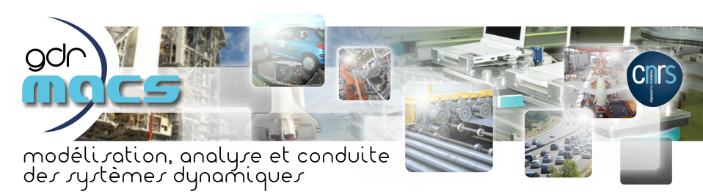 gdr
macs
modélisation, analyse et conduite
des systèmes dynamiques
cnrs